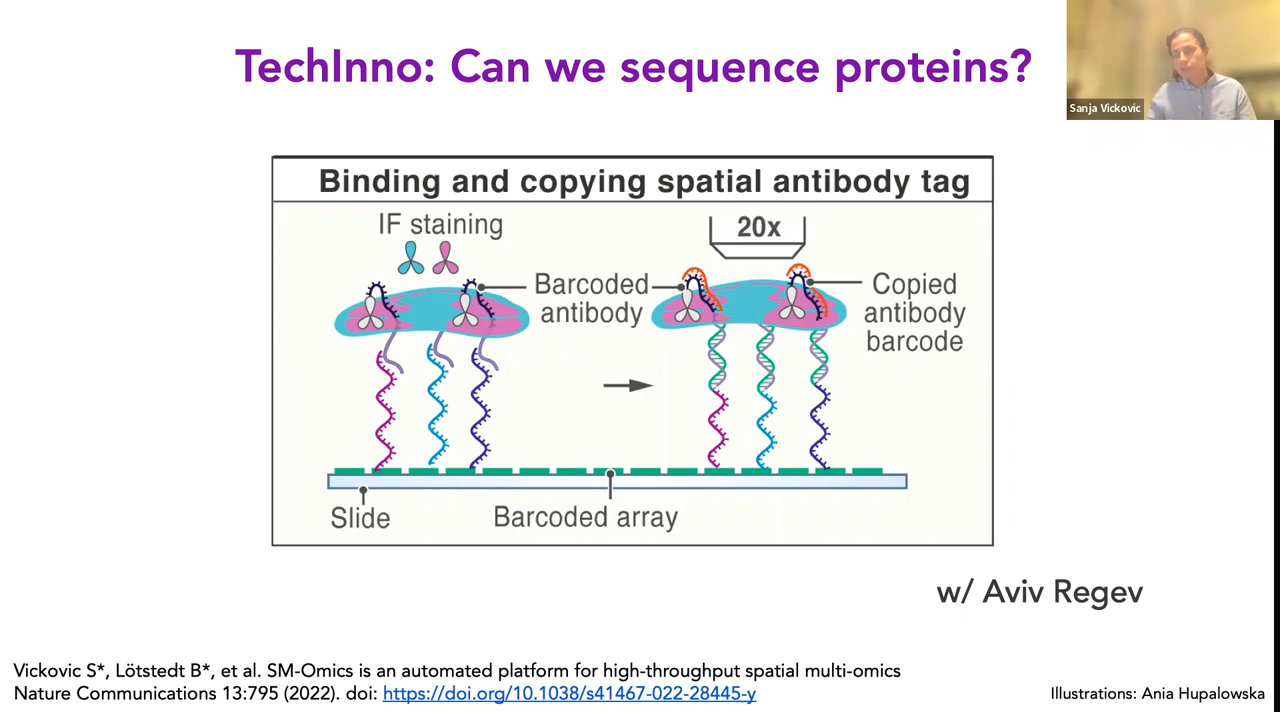 TechInno: Can we sequence proteins?
Sanja Vickovic
Binding and copying spatial antibody tag
IF staining
20x
Barcoded
antibody
Copied
antibody
barcode
Slide
Barcoded array
w/ Aviv Regev
Vickovic S*, Lötstedt B*, et al. SM-Omics is an automated platform for high-throughput spatial multi-omics
Nature Communications 13:795 (2022). doi: https://doi.org/10.1038/s41467-022-28445-y
Illustrations: Ania Hupalowska